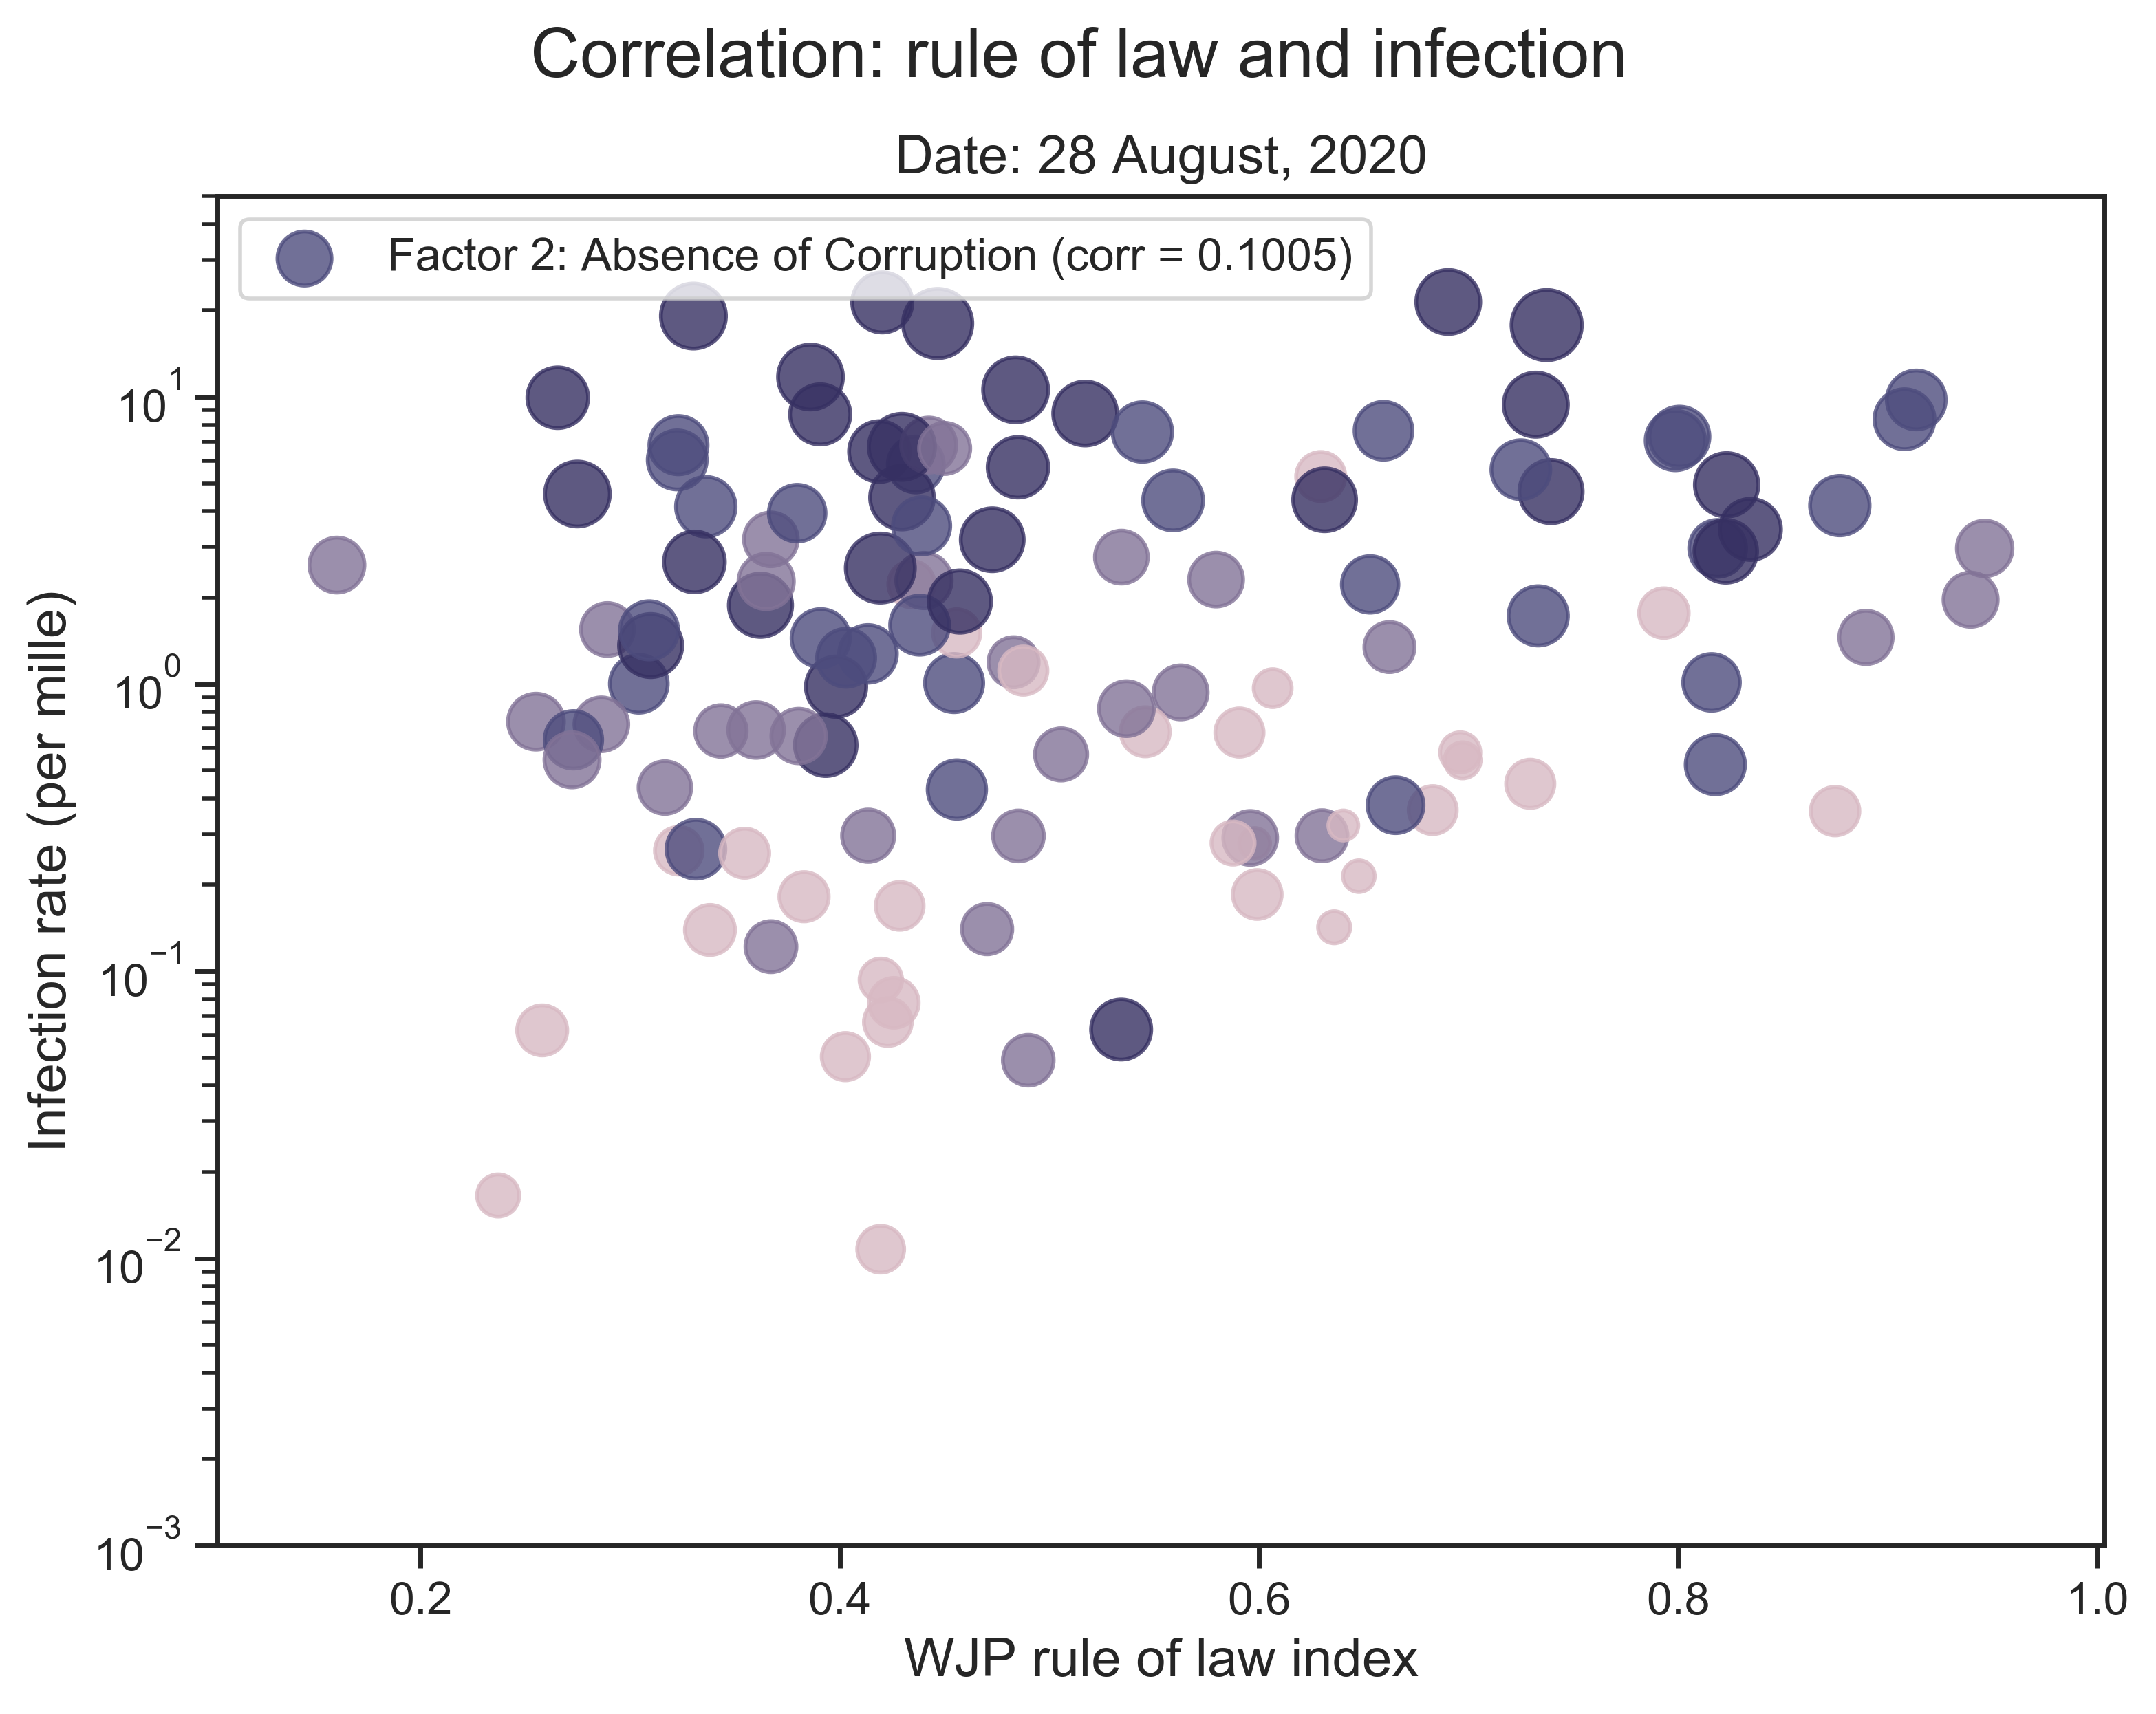 Correlation: rule of law and infection
Date: 28 August, 2020
Factor 2: Absence of Corruption (corr = 0.1005)
Infection rate (per mille)
10^1
10^0
10^−1
10^−2
10^−3
0.2 0.4 0.6 0.8 1.0
WJP rule of law index